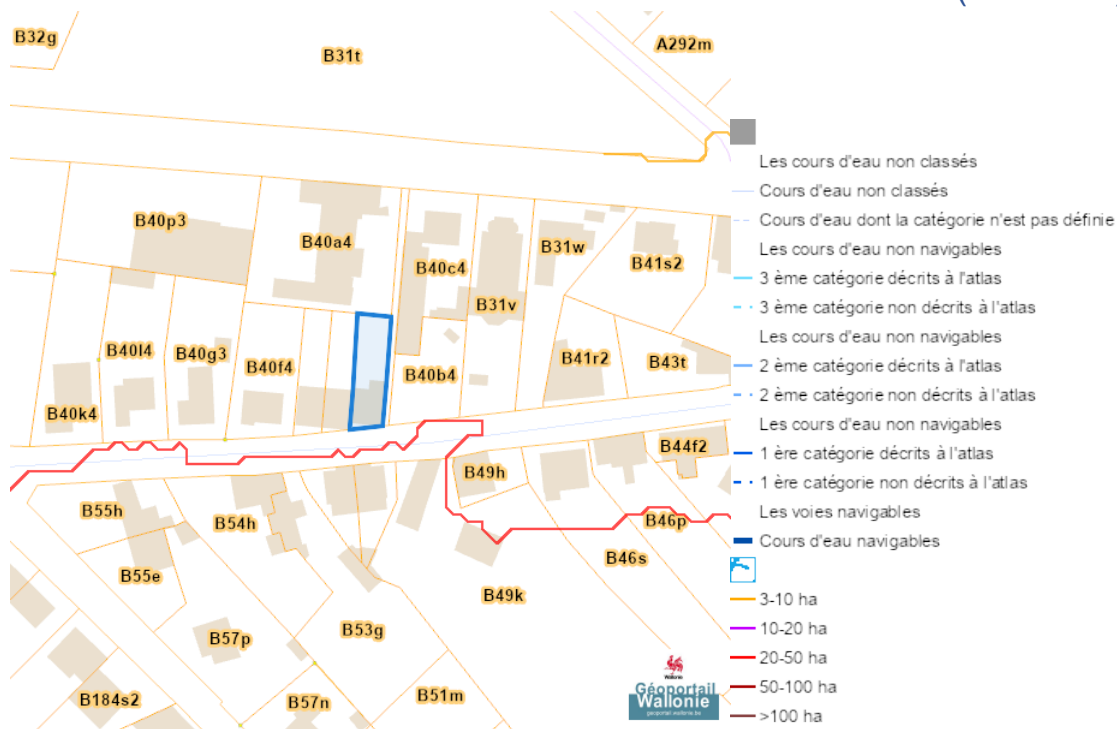 (
B32g
B31t
A292m
B40p3
B40a4
B40c4
B31w
B41s2
B31v
B40l4
B40g3
B40f4
B40b4
B41r2
B43t
B40k4
B44f2
B49h
B55h
B54h
B46p
B46s
B55e
B49k
B57p
B53g
B184s2
B57n
B51m
Wallonie
Géoportail
Wallonie
geoportail.wallonie.be
Les cours d'eau non classés
Cours d'eau non classés
Cours d'eau dont la catégorie n'est pas définie
Les cours d'eau non navigables
3 ème catégorie décrits à l'atlas
3 ème catégorie non décrits à l'atlas
Les cours d'eau non navigables
2 ème catégorie décrits à l'atlas
2 ème catégorie non décrits à l'atlas
Les cours d'eau non navigables
1 ère catégorie décrits à l'atlas
1 ère catégorie non décrits à l'atlas
Les voies navigables
Cours d'eau navigables
3-10 ha
10-20 ha
20-50 ha
50-100 ha
>100 ha